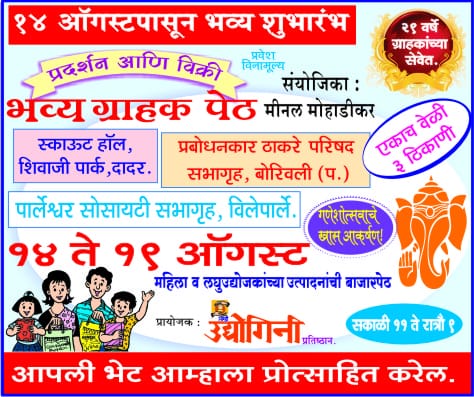 १४ ऑगस्टपासून भव्य शुभारंभ
२१ वर्षे
ग्राहकांच्या
सेवेत.
प्रदर्शन आणि विक्री
प्रवेश
विनामूल्य
संयोजिका :
भव्य ग्राहक पेठ
मीनल मोहाडीकर
एकाच वेळी
३ ठिकाणी
स्काऊट हॉल,
शिवाजी पार्क,दादर.
प्रबोधनकार ठाकरे परिषद
सभागृह, बोरिवली (प.)
पार्लेश्वर सोसायटी सभागृह, विलेपार्ले.
गणेशोत्सवाचे
खास आकर्षण!
१४ ते १९ ऑगस्ट
महिला व लघुउद्योजकांच्या उत्पादनांची बाजारपेठ
प्रायोजक :
उद्योगिनी
प्रतिष्ठान.
सकाळी ११ ते रात्रौ ९
आपली भेट आम्हाला प्रोत्साहित करेल.